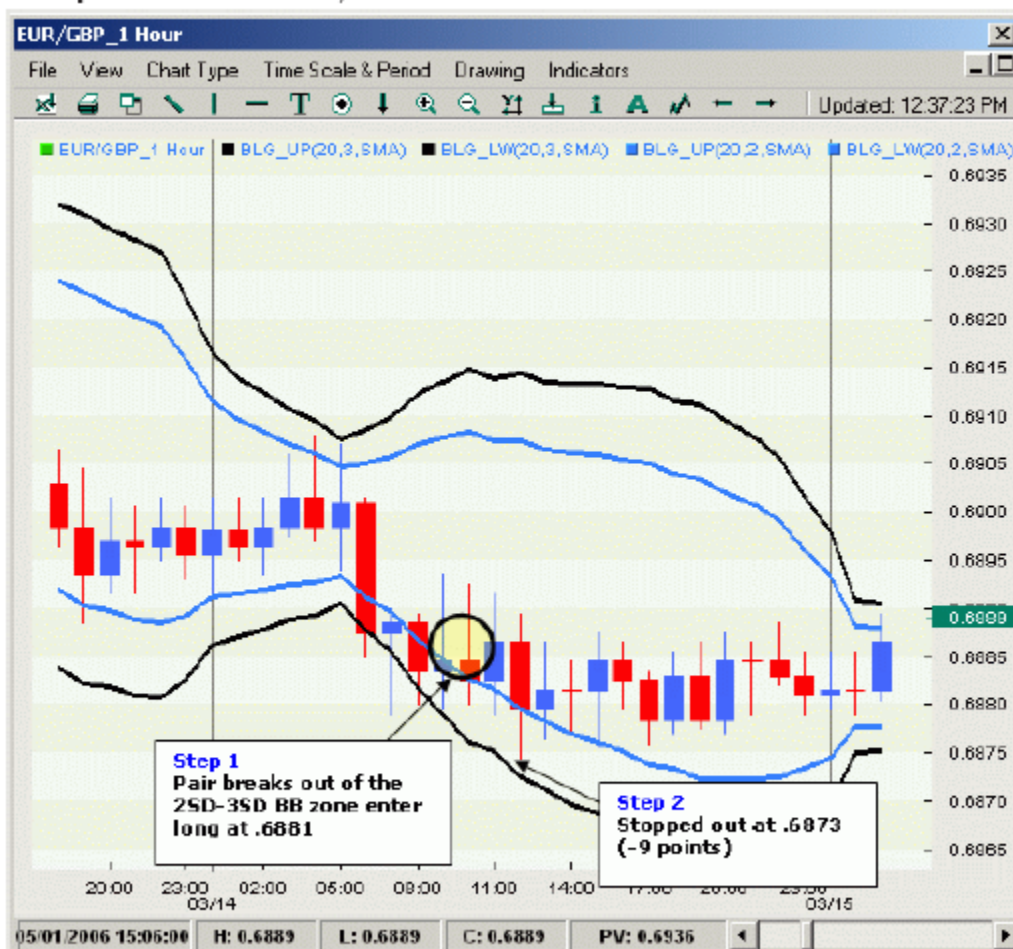 EUR/GBP_1 Hour
File View Chart Type Time Scale & Period Drawing Indicators
Updated: 12:37:23 PM
EUR/GBP_1 Hour BLG_UP(20,3,SMA) BLG_LW(20,3,SMA) BLG_UP(20,2,SMA) BLG_LW(20,2,SMA)
0.6935
0.6930
0.6925
0.6920
0.6915
0.6910
0.6905
0.6900
0.6895
0.6899
0.6885
0.6980
0.6875
0.6870
0.6965
Step 1
Pair breaks out of the
2SD-3SD BB zone enter
long at .6881
Step 2
Stopped out at .6873
(-9 points)
20:00 23:00 02:00 05:00 09:00 11:00 14:00
03/14 03/15
05/01/2006 15:06:00 H: 0.6889 L: 0.6889 C: 0.6889 PV: 0.6936